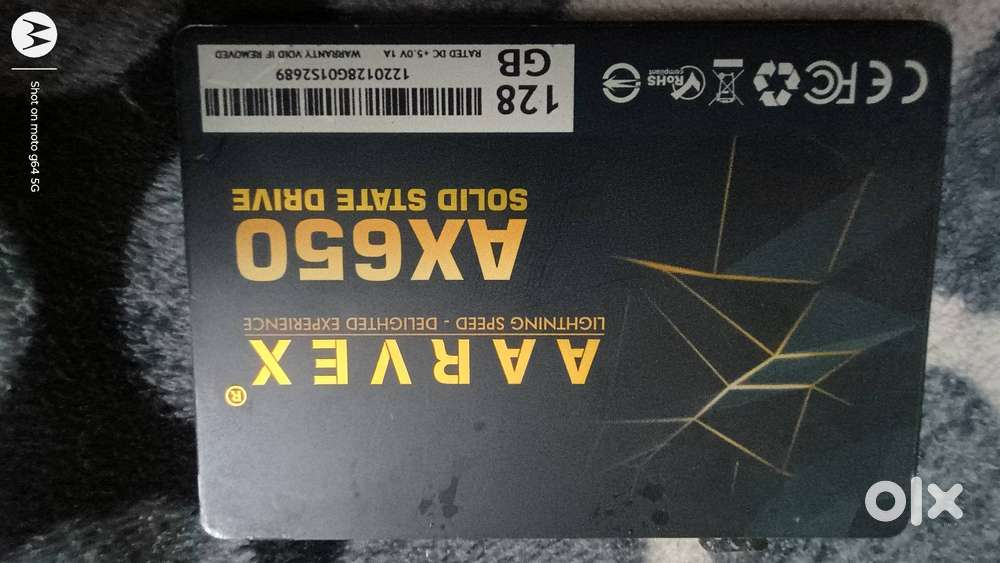 AARVEX®
LIGHTNING SPEED - DELIGHTED EXPERIENCE
AX650
SOLID STATE DRIVE
128
GB
1220128G01S2689
RATED DC +5.0V 1A WARRANTY VOID IF REMOVED
CE FC
RoHS
compliant
Shot on moto g64 5G
olx